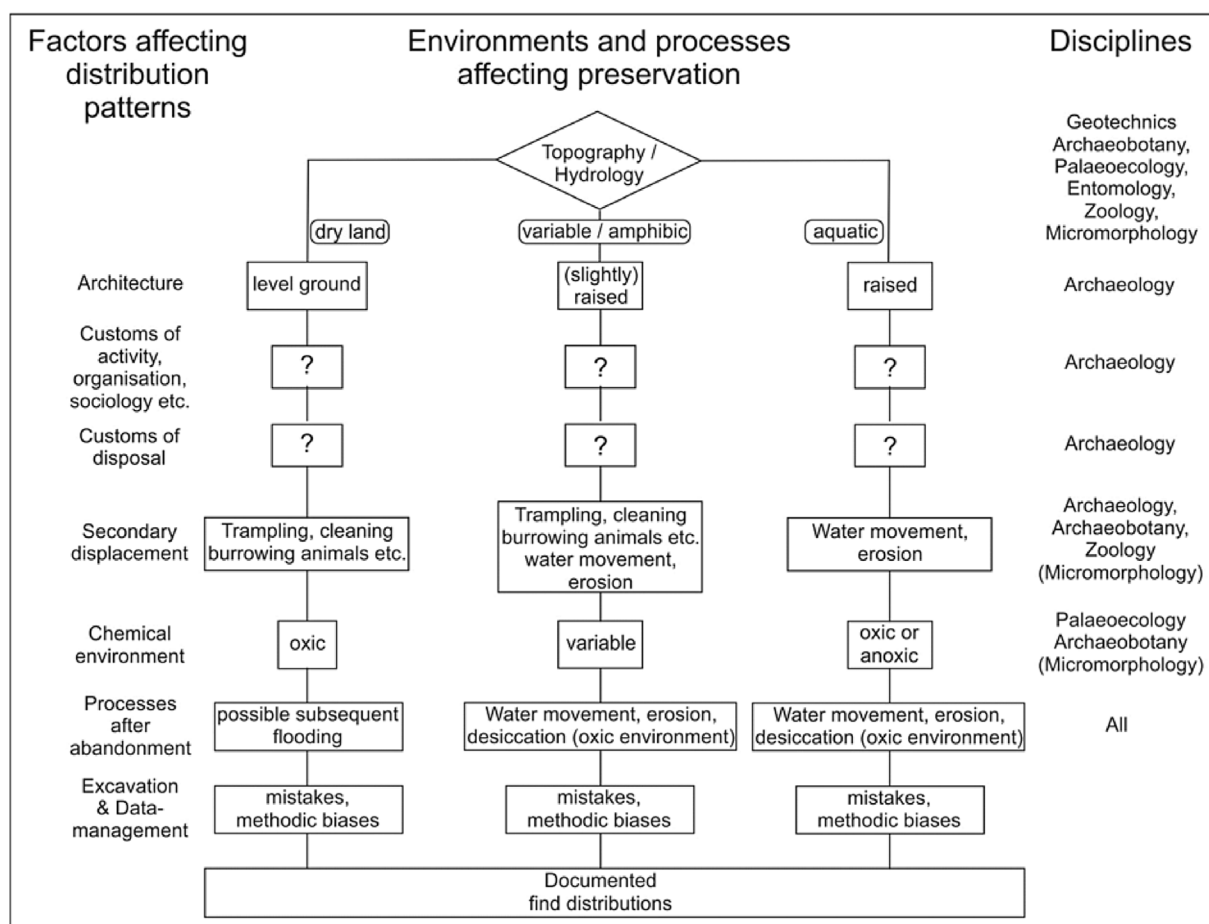 Factors affecting
distribution
patterns
Environments and processes
affecting preservation
Disciplines
Topography /
Hydrology
Geotechnics
Archaeobotany,
Palaeoecology,
Entomology,
Zoology,
Micromorphology
dry land
variable / amphibic
aquatic
Architecture
level ground
(slightly)
raised
raised
Archaeology
Customs of
activity,
organisation,
sociology etc.
?
?
?
Archaeology
Customs of
disposal
?
?
?
Archaeology
Secondary
displacement
Trampling, cleaning
burrowing animals etc.
Trampling, cleaning
burrowing animals etc.
water movement,
erosion
Water movement,
erosion
Archaeology,
Archaeobotany,
Zoology
(Micromorphology)
Chemical
environment
oxic
variable
oxic or
anoxic
Palaeoecology
Archaeobotany
(Micromorphology)
Processes
after
abandonment
possible subsequent
flooding
Water movement, erosion,
desiccation (oxic environment)
Water movement, erosion,
desiccation (oxic environment)
All
Excavation
& Data-
management
mistakes,
methodic biases
mistakes,
methodic biases
mistakes,
methodic biases
Documented
find distributions